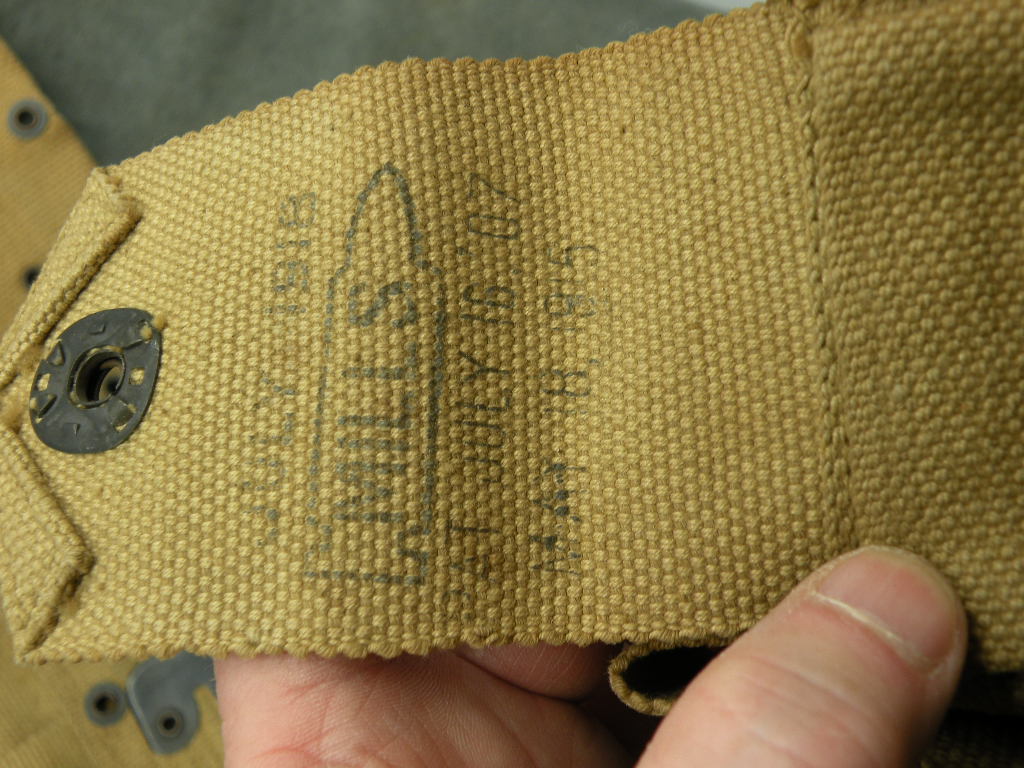 JULY 1918
MILLS
PAT JULY 16.'07
MAY 18, 1915